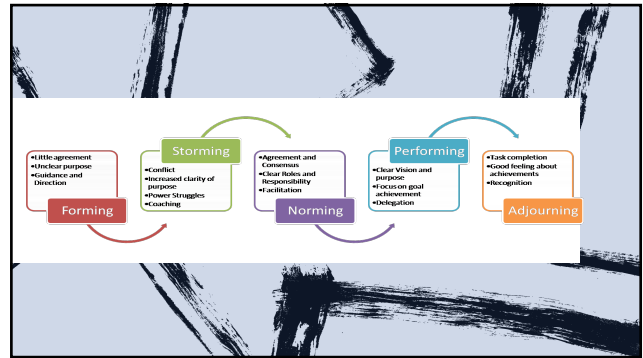 •Little agreement
•Unclear purpose
•Guidance and
Direction
Forming
Storming
•Conflict
•Increased clarity of
purpose
•Power Struggles
•Coaching
•Agreement and
Consensus
•Clear Roles and
Responsibility
•Facilitation
Norming
Performing
•Clear Vision and
purpose
•Focus on goal
achievement
•Delegation
•Task completion
•Good feeling about
achievements
•Recognition
Adjourning